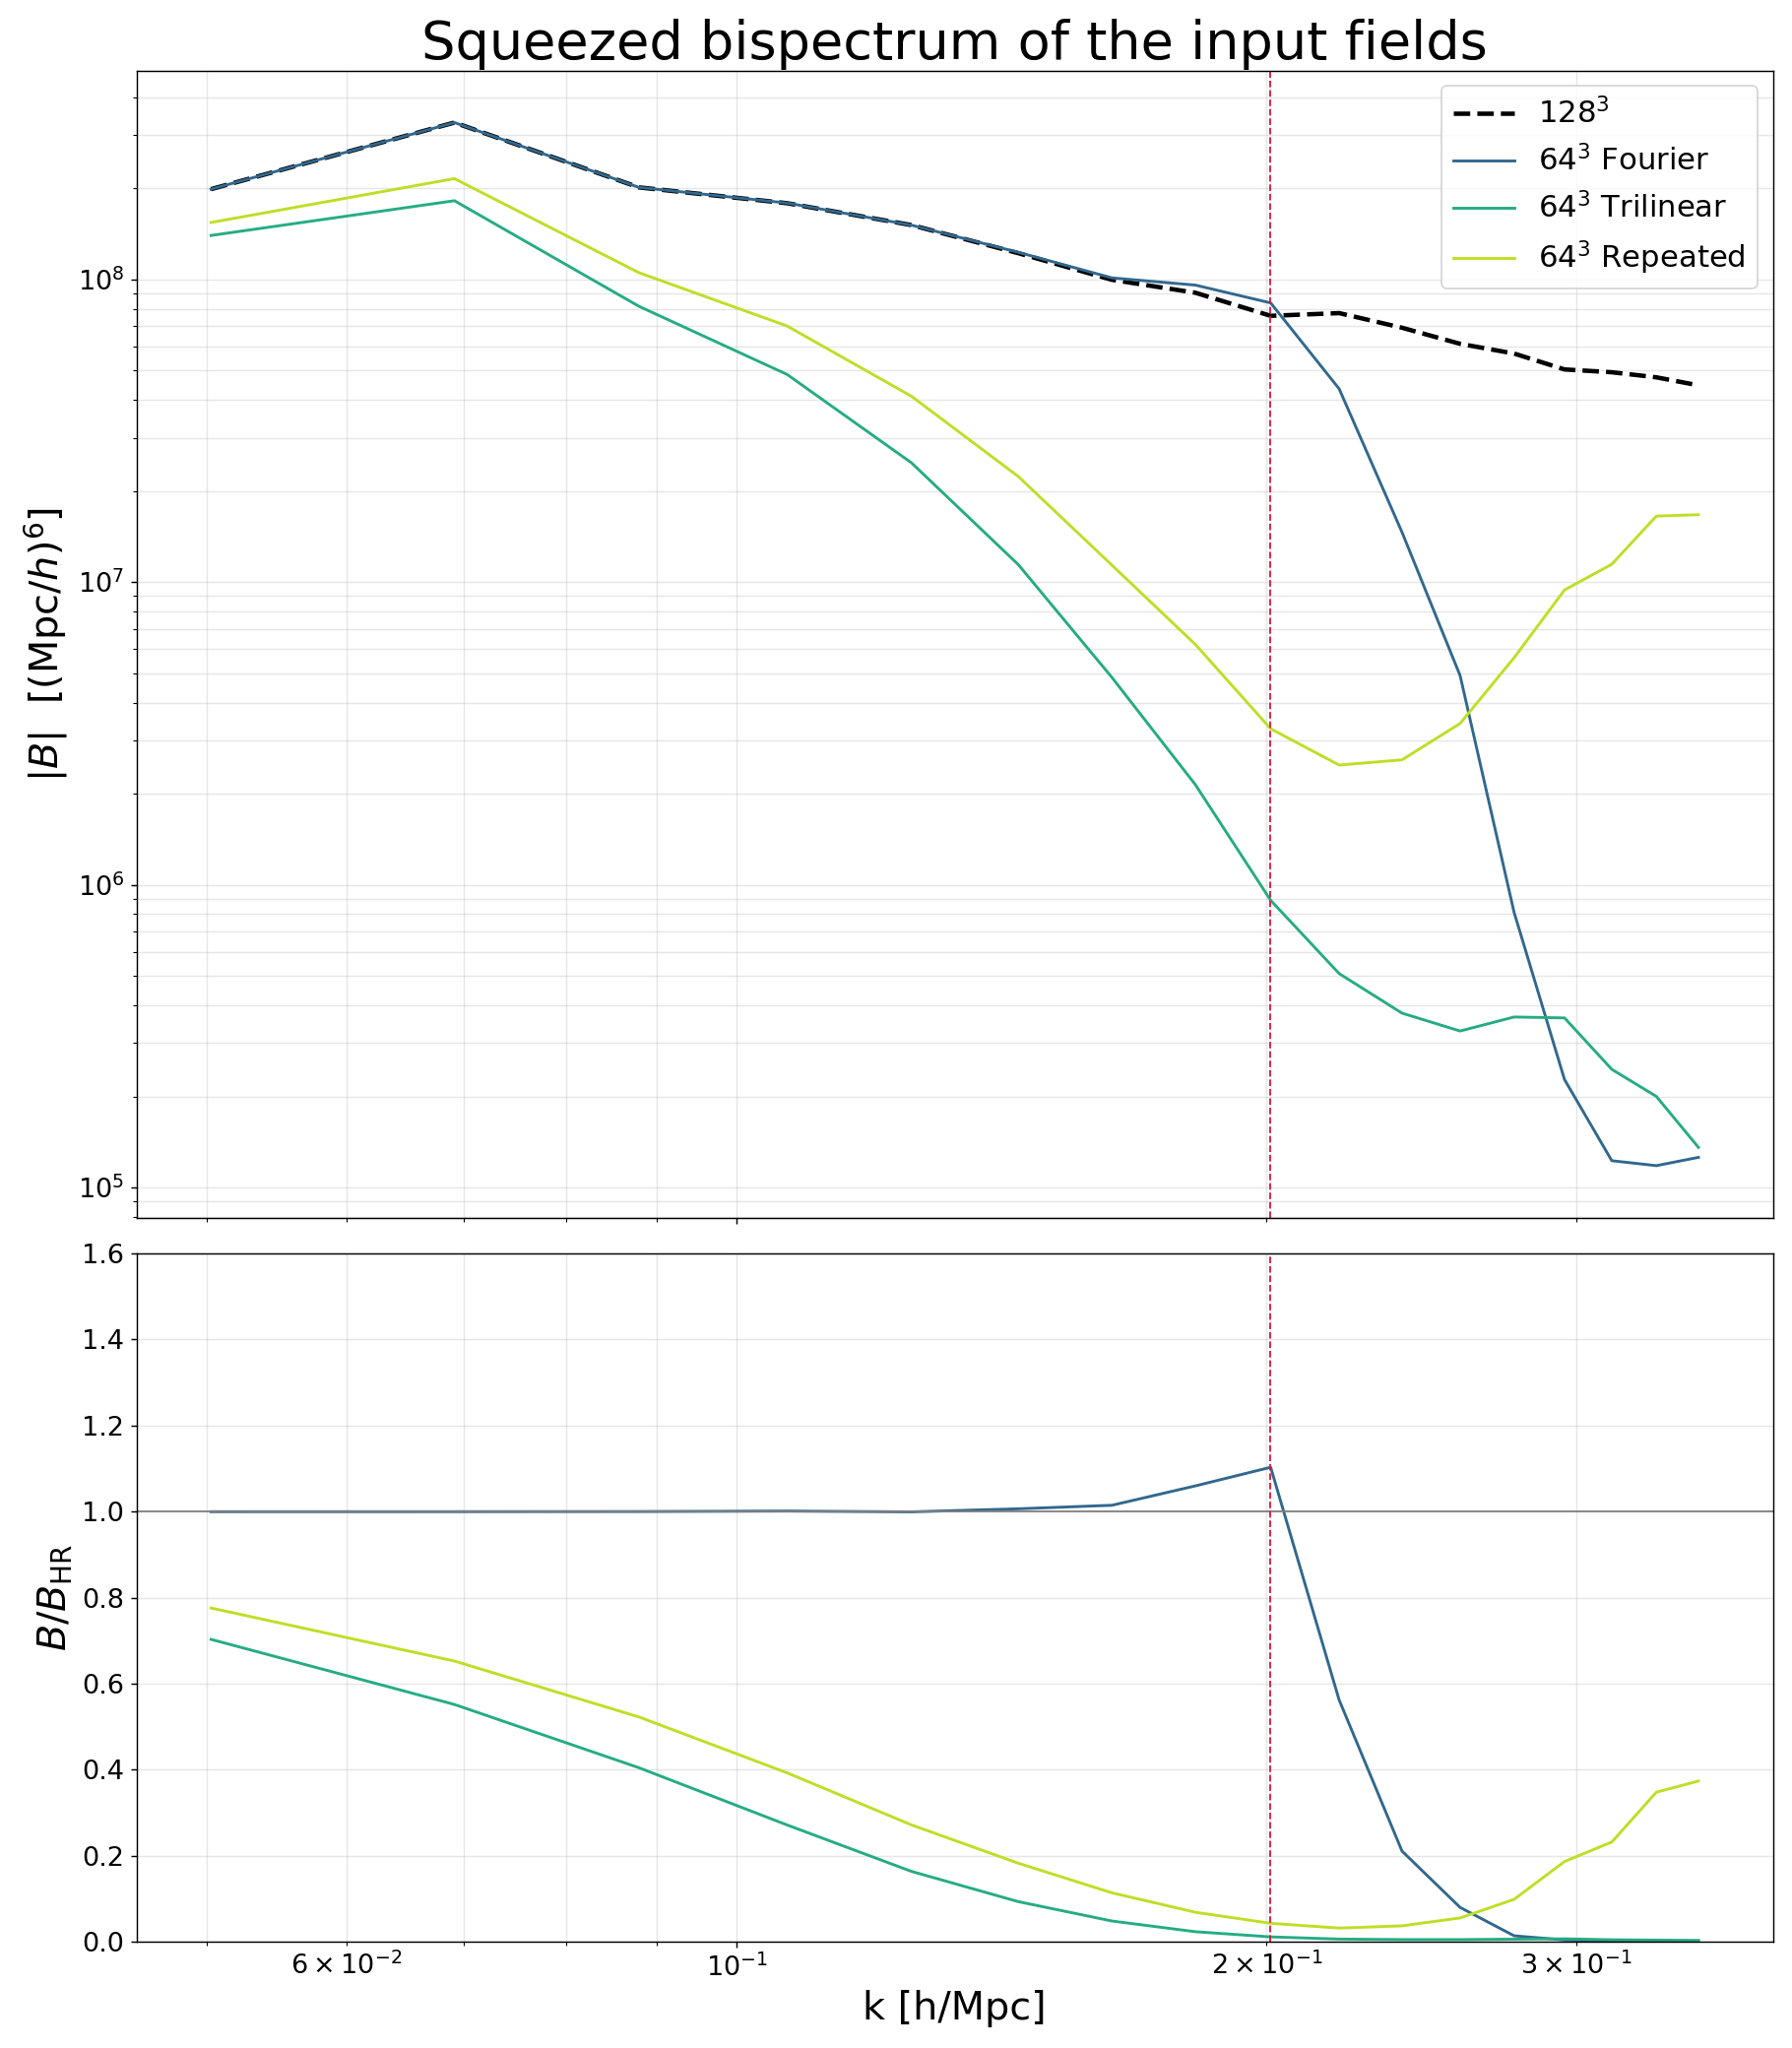 Squeezed bispectrum of the input fields
128³
64³ Fourier
64³ Trilinear
64³ Repeated
10⁸
10⁷
10⁶
10⁵
|B| [(Mpc/h)⁶]
1.6
1.4
1.2
1.0
0.8
0.6
0.4
0.2
0.0
B/B_HR
6 × 10⁻²
10⁻¹
2 × 10⁻¹
3 × 10⁻¹
k [h/Mpc]